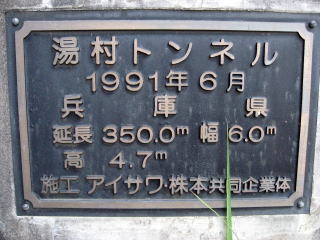 湯村トンネル
1991年6月
兵庫県
延長 350.0m 幅 6.0m
高 4.7m
施工 アイサワ・株本共同企業体